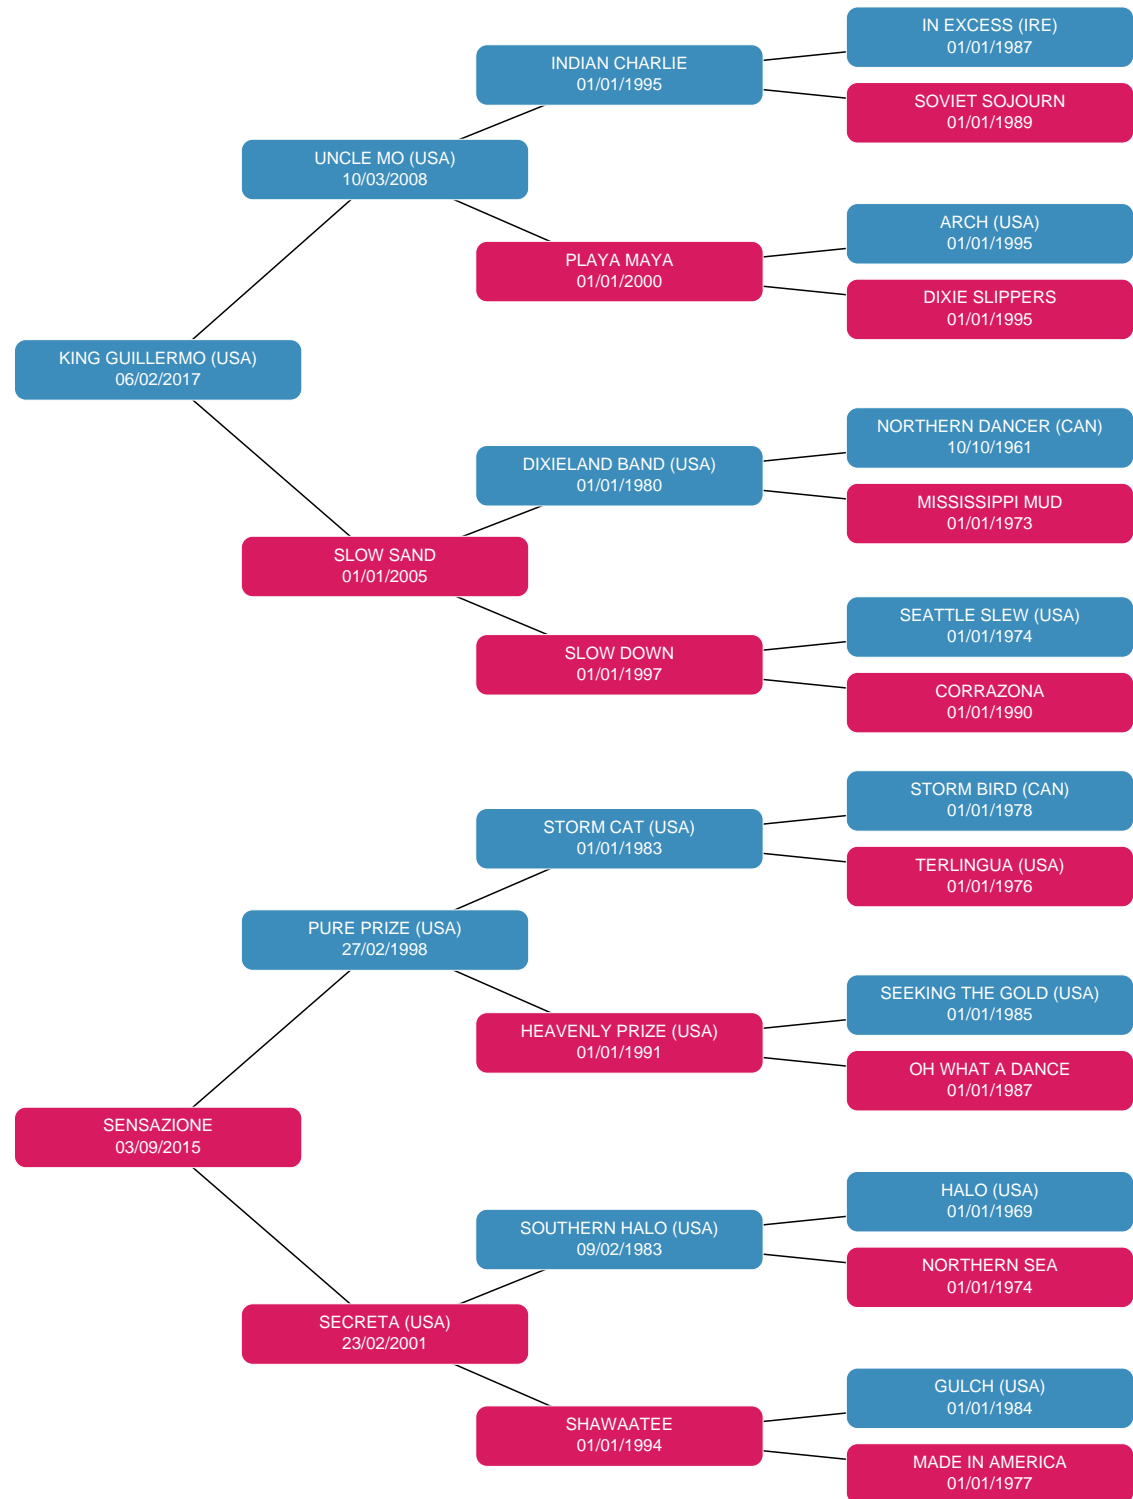 IN EXCESS (IRE)
01/01/1987
INDIAN CHARLIE
01/01/1995
SOVIET SOJOURN
01/01/1989
UNCLE MO (USA)
10/03/2008
ARCH (USA)
01/01/1995
PLAYA MAYA
01/01/2000
DIXIE SLIPPERS
01/01/1995
KING GUILLERMO (USA)
06/02/2017
NORTHERN DANCER (CAN)
10/10/1961
DIXIELAND BAND (USA)
01/01/1980
MISSISSIPPI MUD
01/01/1973
SLOW SAND
01/01/2005
SEATTLE SLEW (USA)
01/01/1974
SLOW DOWN
01/01/1997
CORRAZONA
01/01/1990
STORM BIRD (CAN)
01/01/1978
STORM CAT (USA)
01/01/1983
TERLINGUA (USA)
01/01/1976
PURE PRIZE (USA)
27/02/1998
SEEKING THE GOLD (USA)
01/01/1985
HEAVENLY PRIZE (USA)
01/01/1991
OH WHAT A DANCE
01/01/1987
SENSAZIONE
03/09/2015
HALO (USA)
01/01/1969
SOUTHERN HALO (USA)
09/02/1983
NORTHERN SEA
01/01/1974
SECRETA (USA)
23/02/2001
GULCH (USA)
01/01/1984
SHAWAATEE
01/01/1994
MADE IN AMERICA
01/01/1977